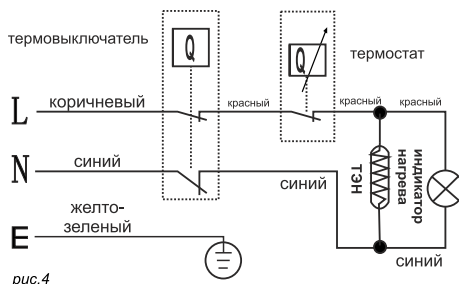 термовыключатель
Q
Q
термостат
L
коричневый
красный
красный
красный
N
синий
синий
ТЭН
индикатор
нагрева
E
желто-
зеленый
синий
рис.4